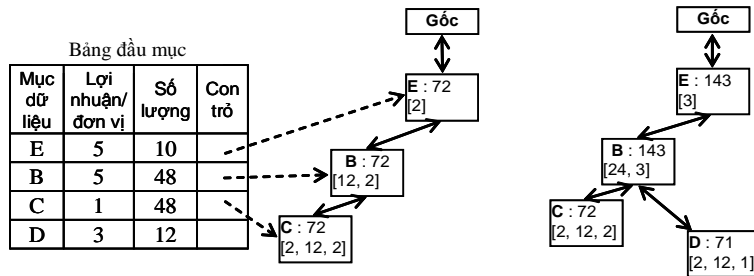 Bảng đầu mục
Mục dữ liệu Lợi nhuận/ đơn vị Số lượng Con trỏ
E 5 10
B 5 48
C 1 48
D 3 12
Gốc
E : 72
[2]
B : 72
[12, 2]
C : 72
[2, 12, 2]
Gốc
E : 143
[3]
B : 143
[24, 3]
C : 72
[2, 12, 2]
D : 71
[2, 12, 1]